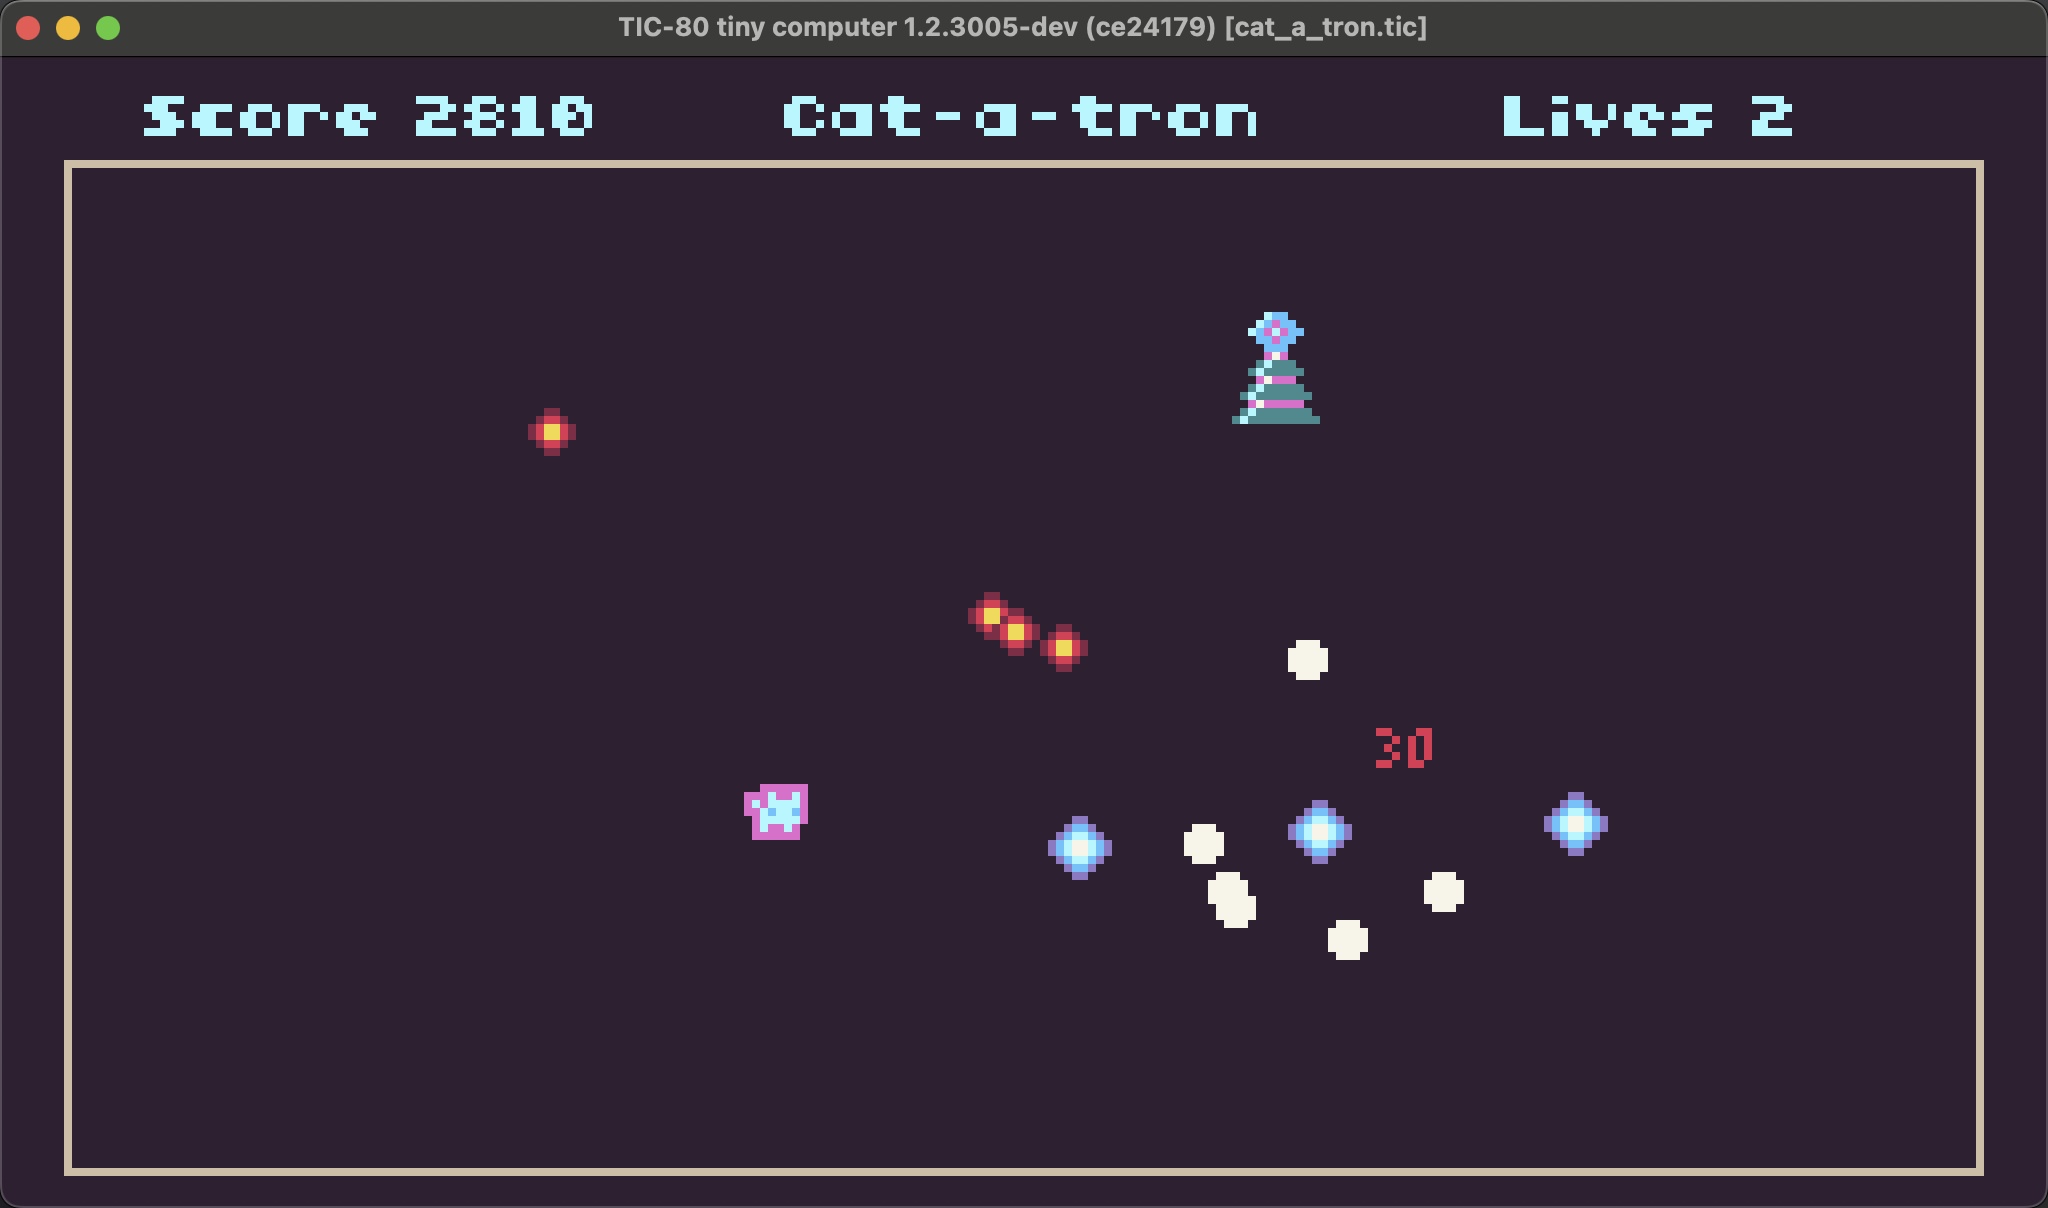 TIC-80 tiny computer 1.2.3005-dev (ce24179) [cat_a_tron.tic]
Score 2810 Cat-a-tron Lives 2
30